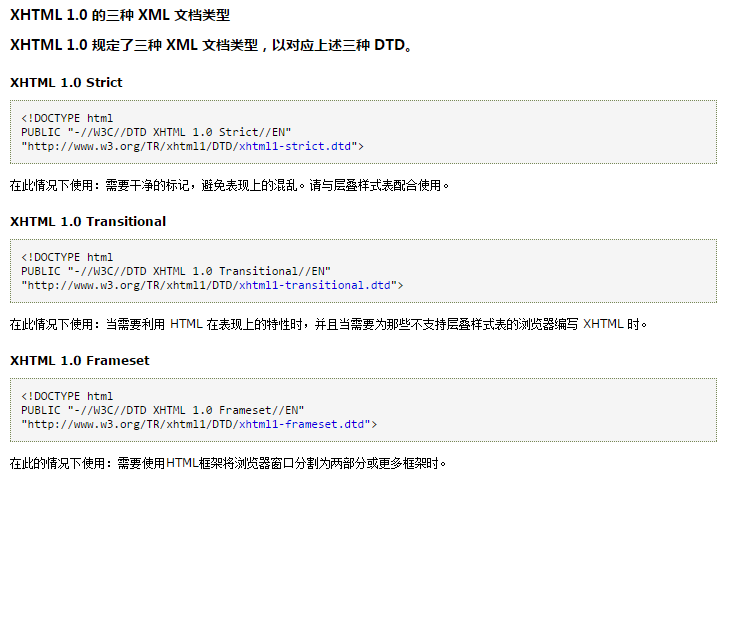 XHTML 1.0 的三种 XML 文档类型
XHTML 1.0 规定了三种 XML 文档类型，以对应上述三种 DTD。
XHTML 1.0 Strict
<!DOCTYPE html
PUBLIC "-//W3C//DTD XHTML 1.0 Strict//EN"
"http://www.w3.org/TR/xhtml1/DTD/xhtml1-strict.dtd">
在此情况下使用：需要干净的标记，避免表现上的混乱。请与层叠样式表配合使用。
XHTML 1.0 Transitional
<!DOCTYPE html
PUBLIC "-//W3C//DTD XHTML 1.0 Transitional//EN"
"http://www.w3.org/TR/xhtml1/DTD/xhtml1-transitional.dtd">
在此情况下使用：当需要利用 HTML 在表现上的特性时，并且当需要为那些不支持层叠样式表的浏览器编写 XHTML 时。
XHTML 1.0 Frameset
<!DOCTYPE html
PUBLIC "-//W3C//DTD XHTML 1.0 Frameset//EN"
"http://www.w3.org/TR/xhtml1/DTD/xhtml1-frameset.dtd">
在此的情况下使用：需要使用HTML框架将浏览器窗口分割为两部分或更多框架时。